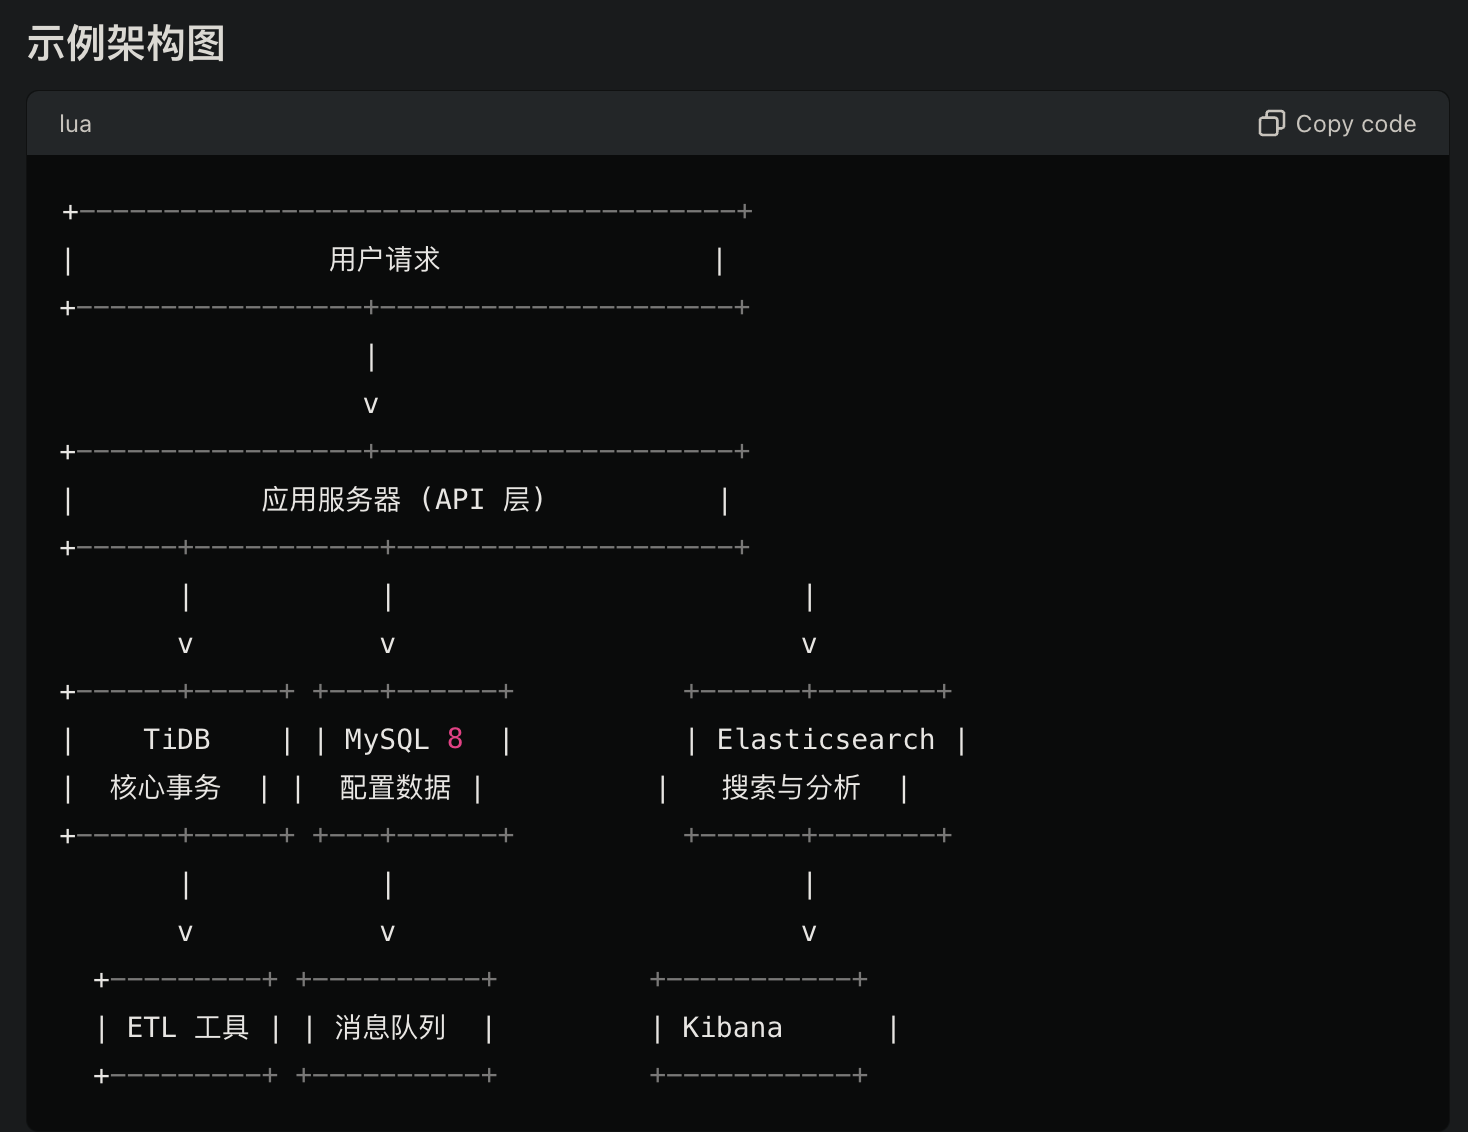 示例架构图
lua
Copy code
+---------------------------------------+
|               用户请求                |
+-----------------+---------------------+
                  |
                  v
+-----------------+---------------------+
|           应用服务器 (API 层)          |
+------+-----------+--------------------+
       |           |                        |
       v           v                        v
+------+-----+ +---+------+          +------+-------+
|    TiDB    | | MySQL 8  |          | Elasticsearch |
|  核心事务  | |  配置数据 |          |   搜索与分析  |
+------+-----+ +---+------+          +------+-------+
       |           |                        |
       v           v                        v
  +---------+ +----------+         +-----------+
  | ETL 工具 | | 消息队列  |         | Kibana      |
  +---------+ +----------+         +-----------+